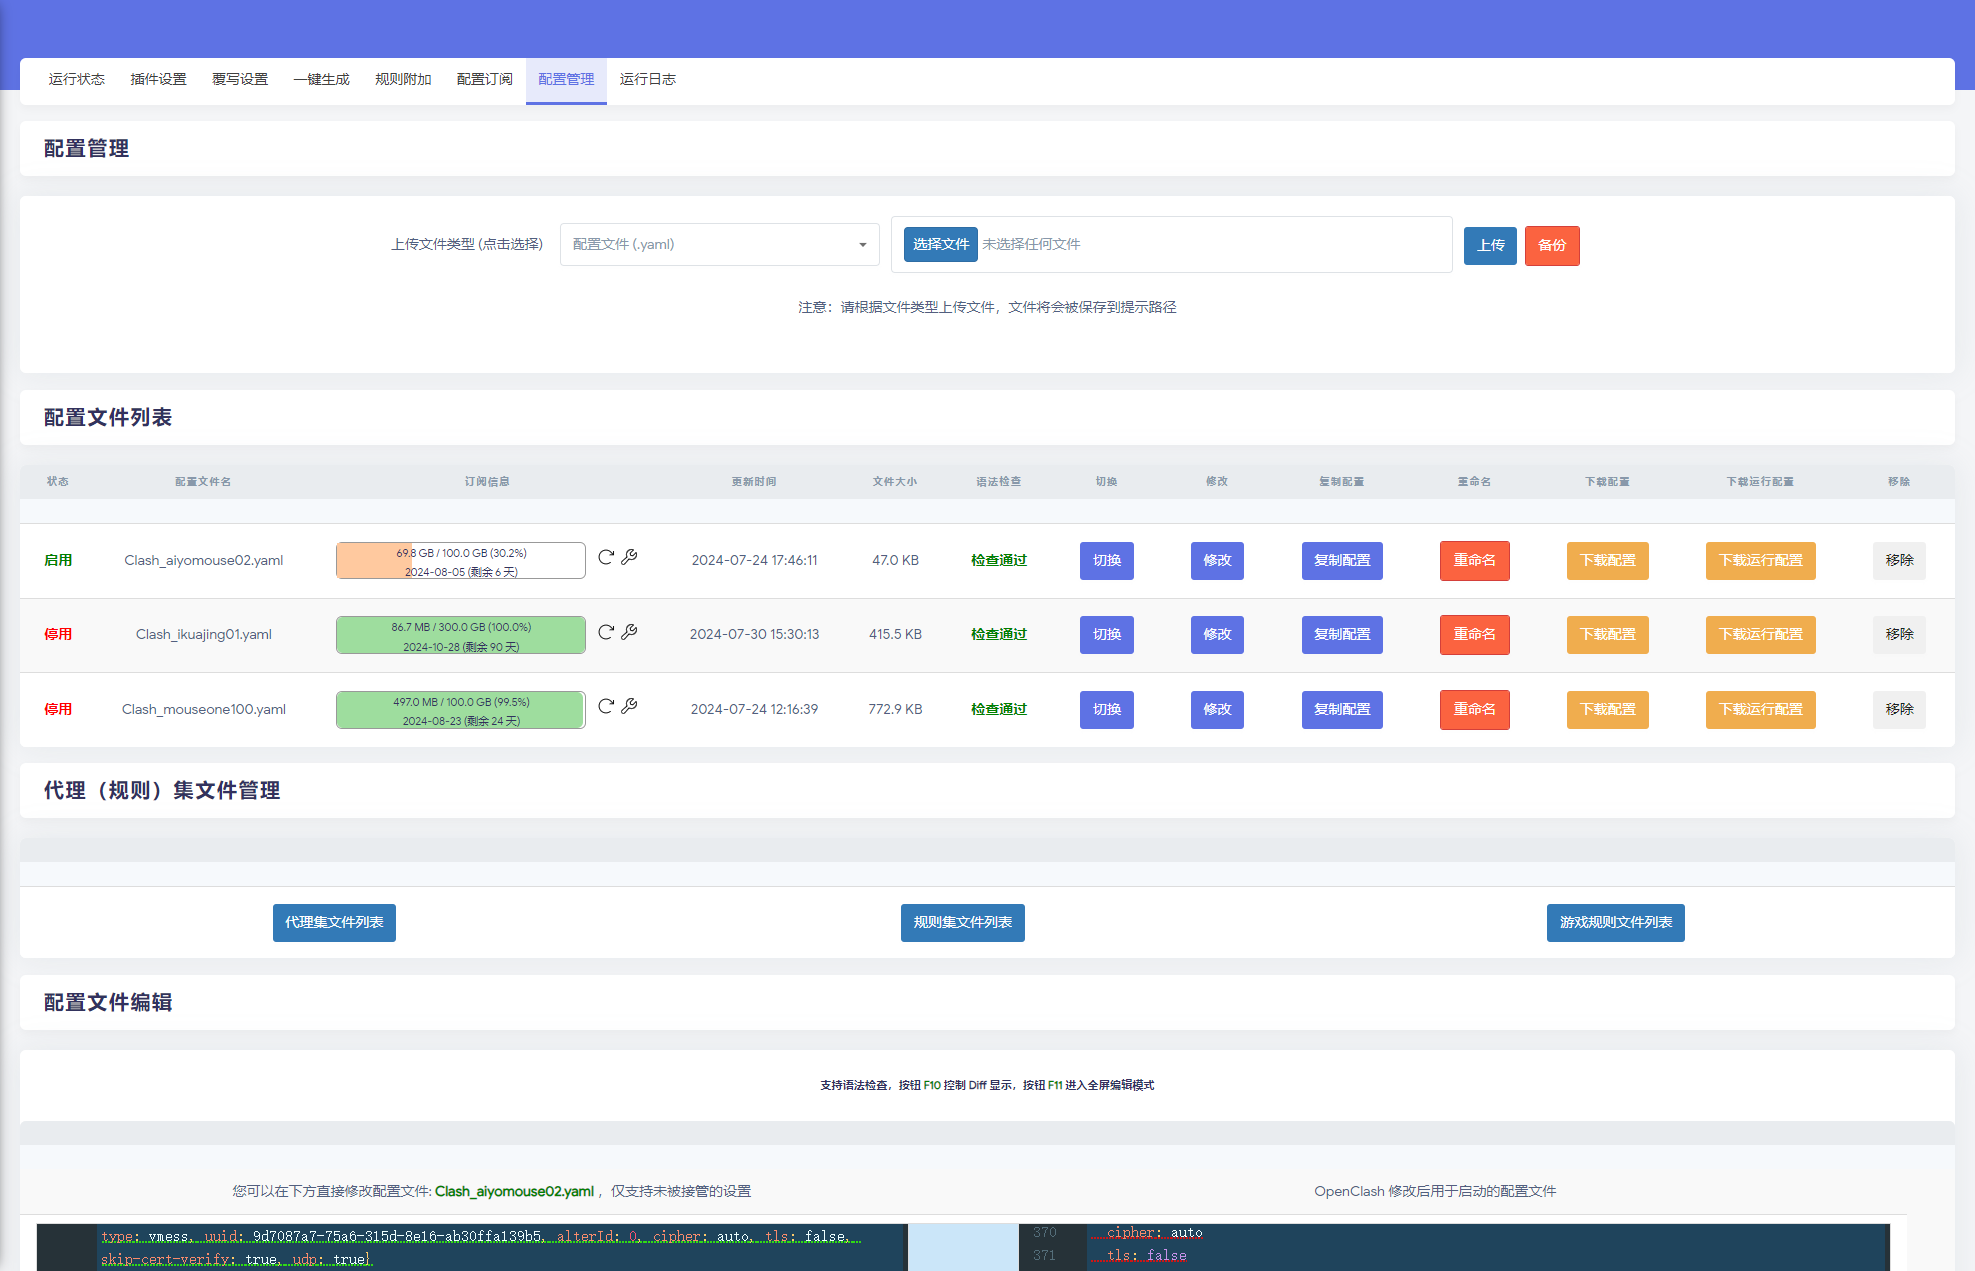 运行状态 插件设置 覆写设置 一键生成 规则附加 配置订阅 配置管理 运行日志
配置管理
上传文件类型 (点击选择) 配置文件 (.yaml) 选择文件 未选择任何文件 上传 备份
注意：请根据文件类型上传文件，文件将会被保存到提示路径
配置文件列表
状态 配置文件名 订阅信息 更新时间 文件大小 语法检查 切换 修改 复制配置 重命名 下载配置 下载运行配置 移除
启用 Clash_aiyomouse02.yaml 69.8 GB / 100.0 GB (30.2%) 2024-07-24 17:46:11 47.0 KB 检查通过 切换 修改 复制配置 重命名 下载配置 下载运行配置 移除
2024-08-05 (剩余 6 天)
停用 Clash_ikuajing01.yaml 86.7 MB / 300.0 GB (100.0%) 2024-07-30 15:30:13 415.5 KB 检查通过 切换 修改 复制配置 重命名 下载配置 下载运行配置 移除
2024-10-28 (剩余 90 天)
停用 Clash_mouseone100.yaml 497.0 MB / 100.0 GB (99.5%) 2024-07-24 12:16:39 772.9 KB 检查通过 切换 修改 复制配置 重命名 下载配置 下载运行配置 移除
2024-08-23 (剩余 24 天)
代理（规则）集文件管理
代理集文件列表 规则集文件列表 游戏规则文件列表
配置文件编辑
支持语法检查，按钮 F10 控制 Diff 显示，按钮 F11 进入全屏编辑模式
您可以在下方直接修改配置文件: Clash_aiyomouse02.yaml ，仅支持未被接管的设置 OpenClash 修改后用于启动的配置文件
type: vmess, uuid: 9d7087a7-75a6-315d-8e16-ab30ffa139b5, alterId: 0, cipher: auto, tls: false,
skip-cert-verify: true, udp: true}
370 cipher: auto
371 tls: false